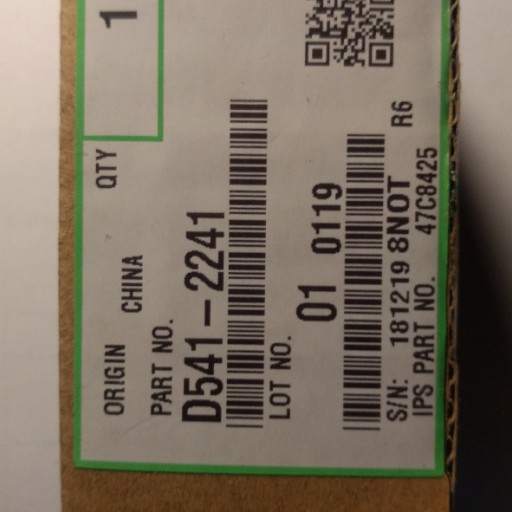 ORIGIN CHINA QTY 1
PART NO.
D541-2241
LOT NO.
01 0119
S/N: 181219 8NOT R6
IPS PART NO. 47C8425